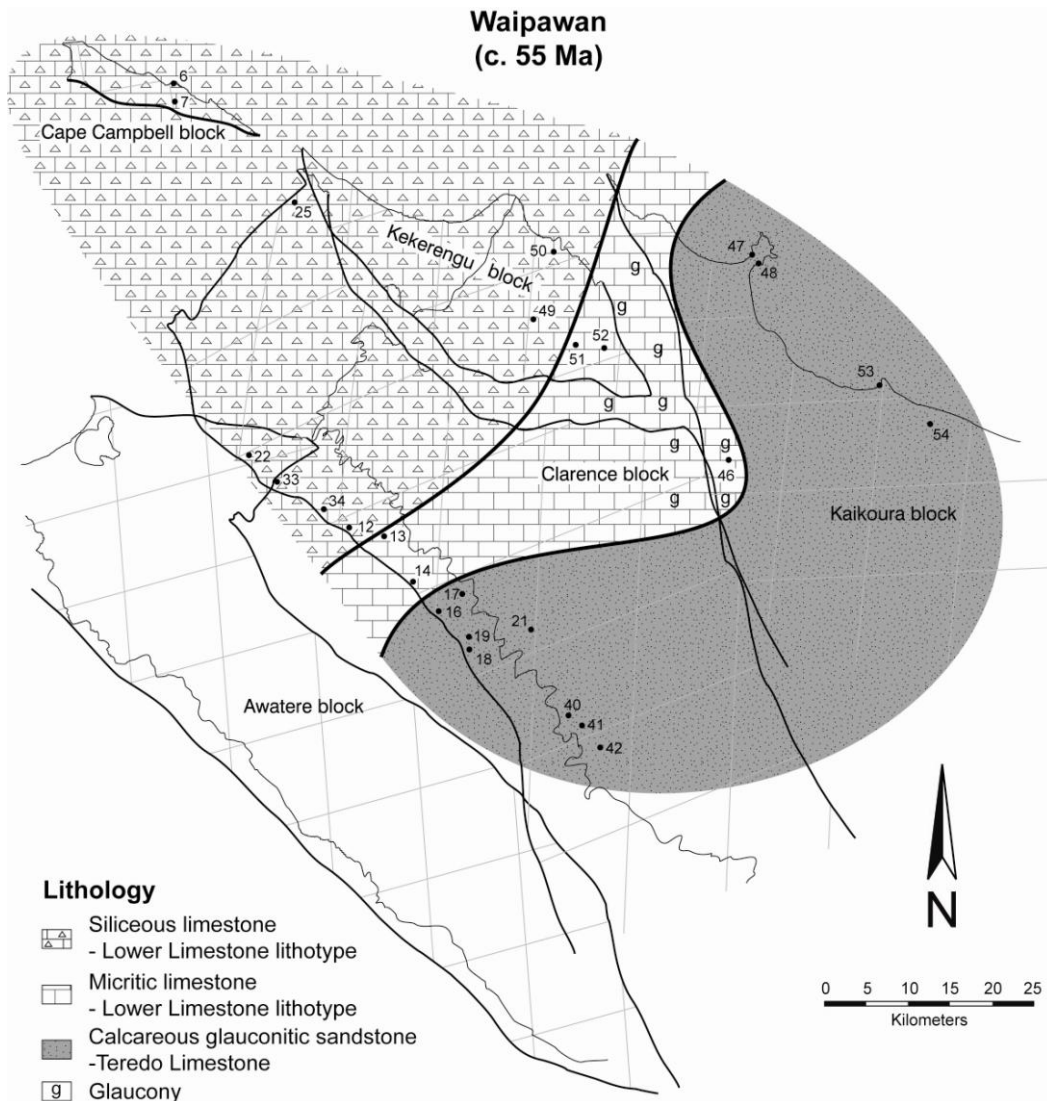 Waipawan
(c. 55 Ma)
6
7
Cape Campbell block
25
Kekerengu block
50
47
48
g
49
g
52
g
51
53
g
g
54
22
g
g
46
Clarence block
33
g
g
Kaikoura block
34
12
13
14
17
16
21
19
18
Awatere block
40
41
42
N
Lithology
Siliceous limestone
- Lower Limestone lithotype
Micritic limestone
- Lower Limestone lithotype
Calcareous glauconitic sandstone
-Teredo Limestone
g Glaucony
0 5 10 15 20 25
Kilometers